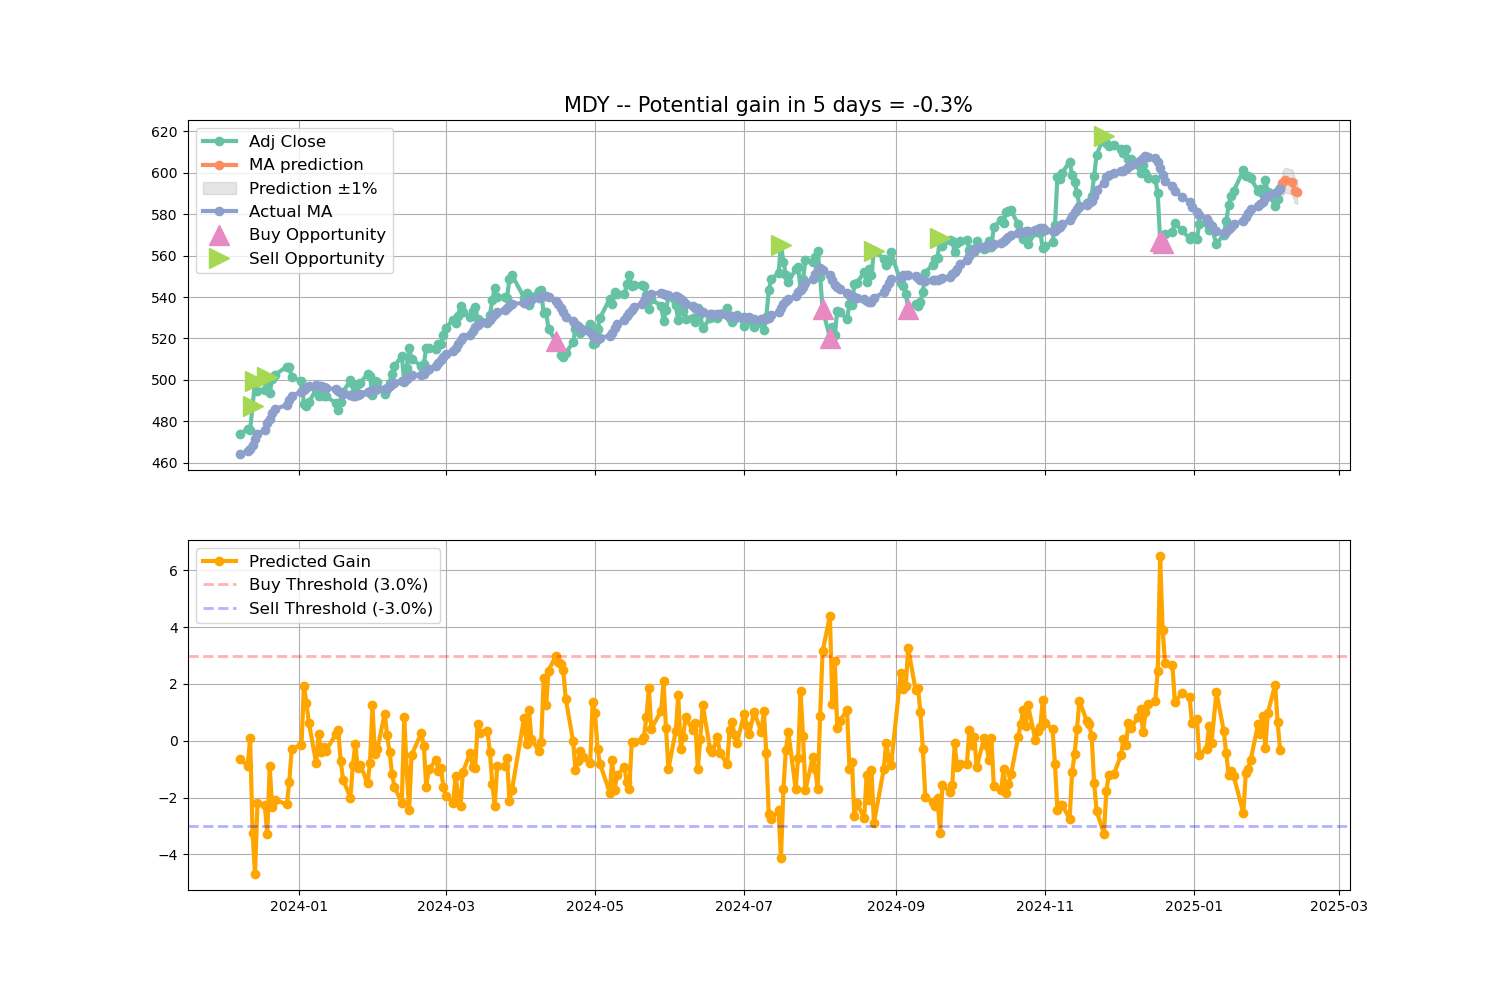 MDY -- Potential gain in 5 days = -0.3%
Adj Close
MA prediction
Prediction ±1%
Actual MA
Buy Opportunity
Sell Opportunity
620
600
580
560
540
520
500
480
460
Predicted Gain
Buy Threshold (3.0%)
Sell Threshold (-3.0%)
6
4
2
0
−2
−4
2024-01 2024-03 2024-05 2024-07 2024-09 2024-11 2025-01 2025-03